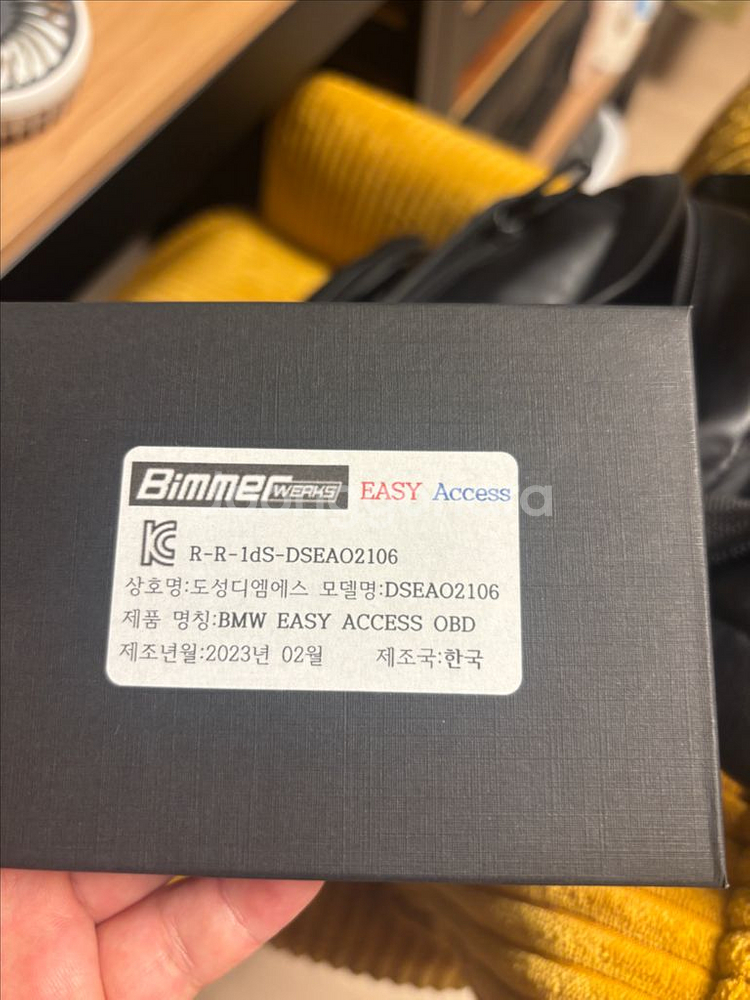 Bimmer WERKS EASY Access
R-R-1dS-DSEAO2106
상호명:도성디엠에스 모델명:DSEAO2106
제품 명칭:BMW EASY ACCESS OBD
제조년월:2023년 02월 제조국:한국